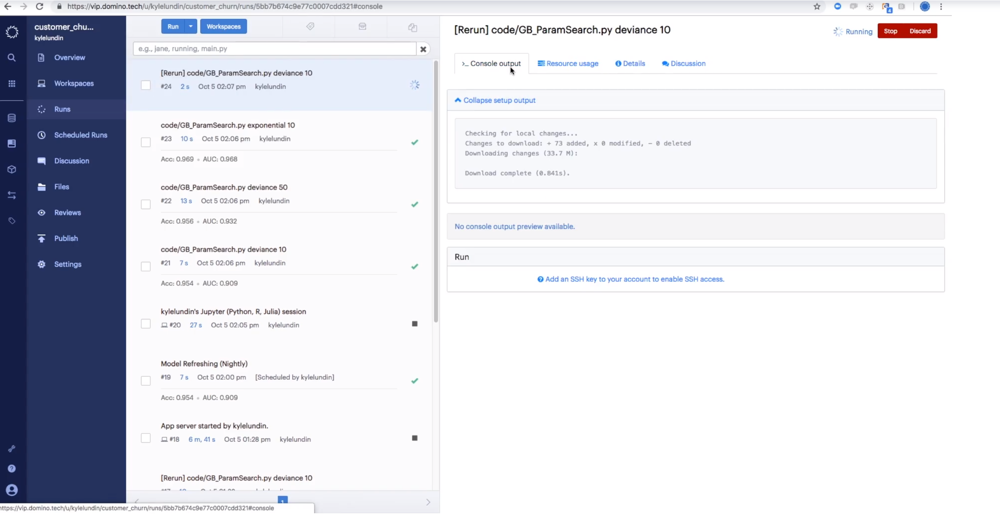 https://vip.domino.tech/u/kylelundin/customer_churn/runs/5bb7b674c9e77c0007cdd321#console
4
customer_chu...
kylelundin
Overview
Workspaces
Runs
Scheduled Runs
Discussion
Files
Reviews
Publish
Settings
Run
Workspaces
e.g., jane, running, main.py
[Rerun] code/GB_ParamSearch.py deviance 10
#24 2 s Oct 5 02:07 pm kylelundin
code/GB_ParamSearch.py exponential 10
#23 10 s Oct 5 02:06 pm kylelundin
Acc: 0.969 • AUC: 0.968
code/GB_ParamSearch.py deviance 50
#22 13 s Oct 5 02:06 pm kylelundin
Acc: 0.956 • AUC: 0.932
code/GB_ParamSearch.py deviance 10
#21 7 s Oct 5 02:06 pm kylelundin
Acc: 0.954 • AUC: 0.909
kylelundin's Jupyter (Python, R, Julia) session
#20 27 s Oct 5 02:05 pm kylelundin
Model Refreshing (Nightly)
#19 7 s Oct 5 02:00 pm [Scheduled by kylelundin]
Acc: 0.954 • AUC: 0.909
App server started by kylelundin.
#18 6 m, 41 s Oct 5 01:28 pm kylelundin
[Rerun] code/GB_ParamSearch.py deviance 10
1
https://vip.domino.tech/u/kylelundin/customer_churn/runs/5bb7b674c9e77c0007cdd321#console
[Rerun] code/GB_ParamSearch.py deviance 10
Running
Stop
Discard
>_ Console output
Resource usage
Details
Discussion
Collapse setup output
Checking for local changes...
Changes to download: + 73 added, x 0 modified, - 0 deleted
Downloading changes (33.7 M):
Download complete (0.841s).
No console output preview available.
Run
Add an SSH key to your account to enable SSH access.